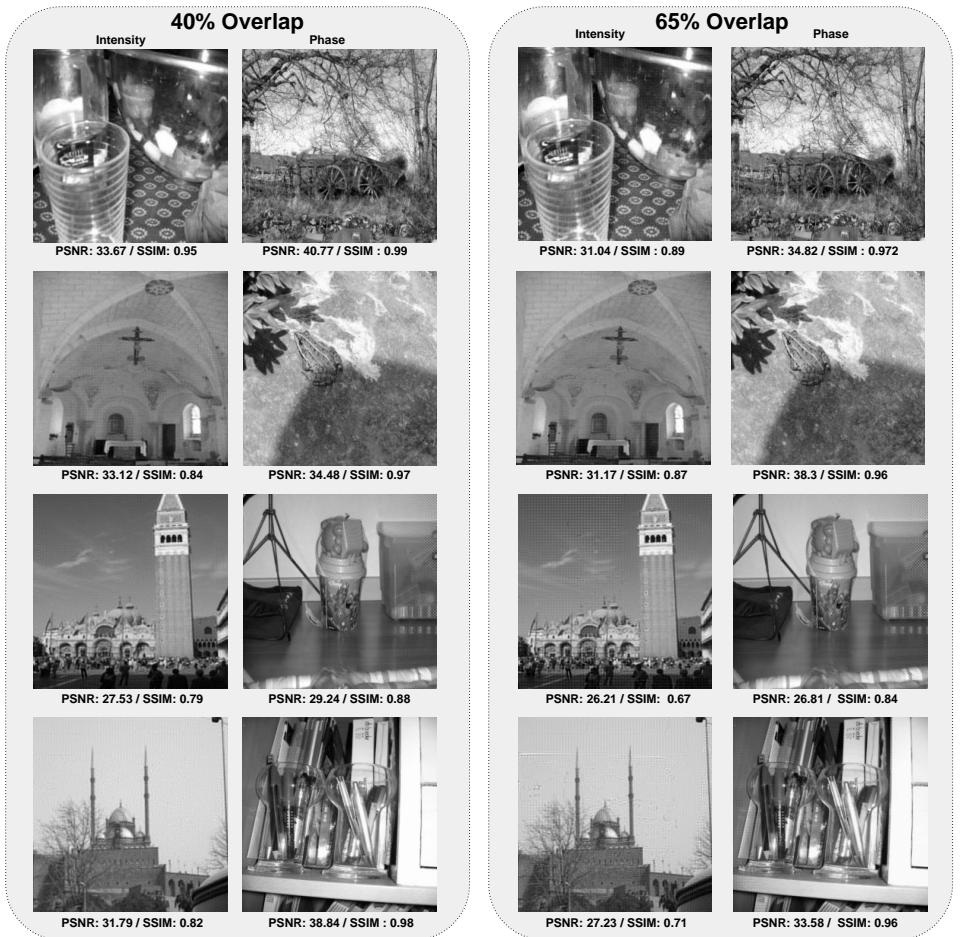 40% Overlap
Intensity Phase
PSNR: 33.67 / SSIM: 0.95
PSNR: 40.77 / SSIM : 0.99
PSNR: 33.12 / SSIM: 0.84
PSNR: 34.48 / SSIM: 0.97
PSNR: 27.53 / SSIM: 0.79
PSNR: 29.24 / SSIM: 0.88
PSNR: 31.79 / SSIM: 0.82
PSNR: 38.84 / SSIM : 0.98
65% Overlap
Intensity Phase
PSNR: 31.04 / SSIM : 0.89
PSNR: 34.82 / SSIM : 0.972
PSNR: 31.17 / SSIM: 0.87
PSNR: 38.3 / SSIM: 0.96
PSNR: 26.21 / SSIM:  0.67
PSNR: 26.81 /  SSIM: 0.84
PSNR: 27.23 / SSIM: 0.71
PSNR: 33.58 /  SSIM: 0.96